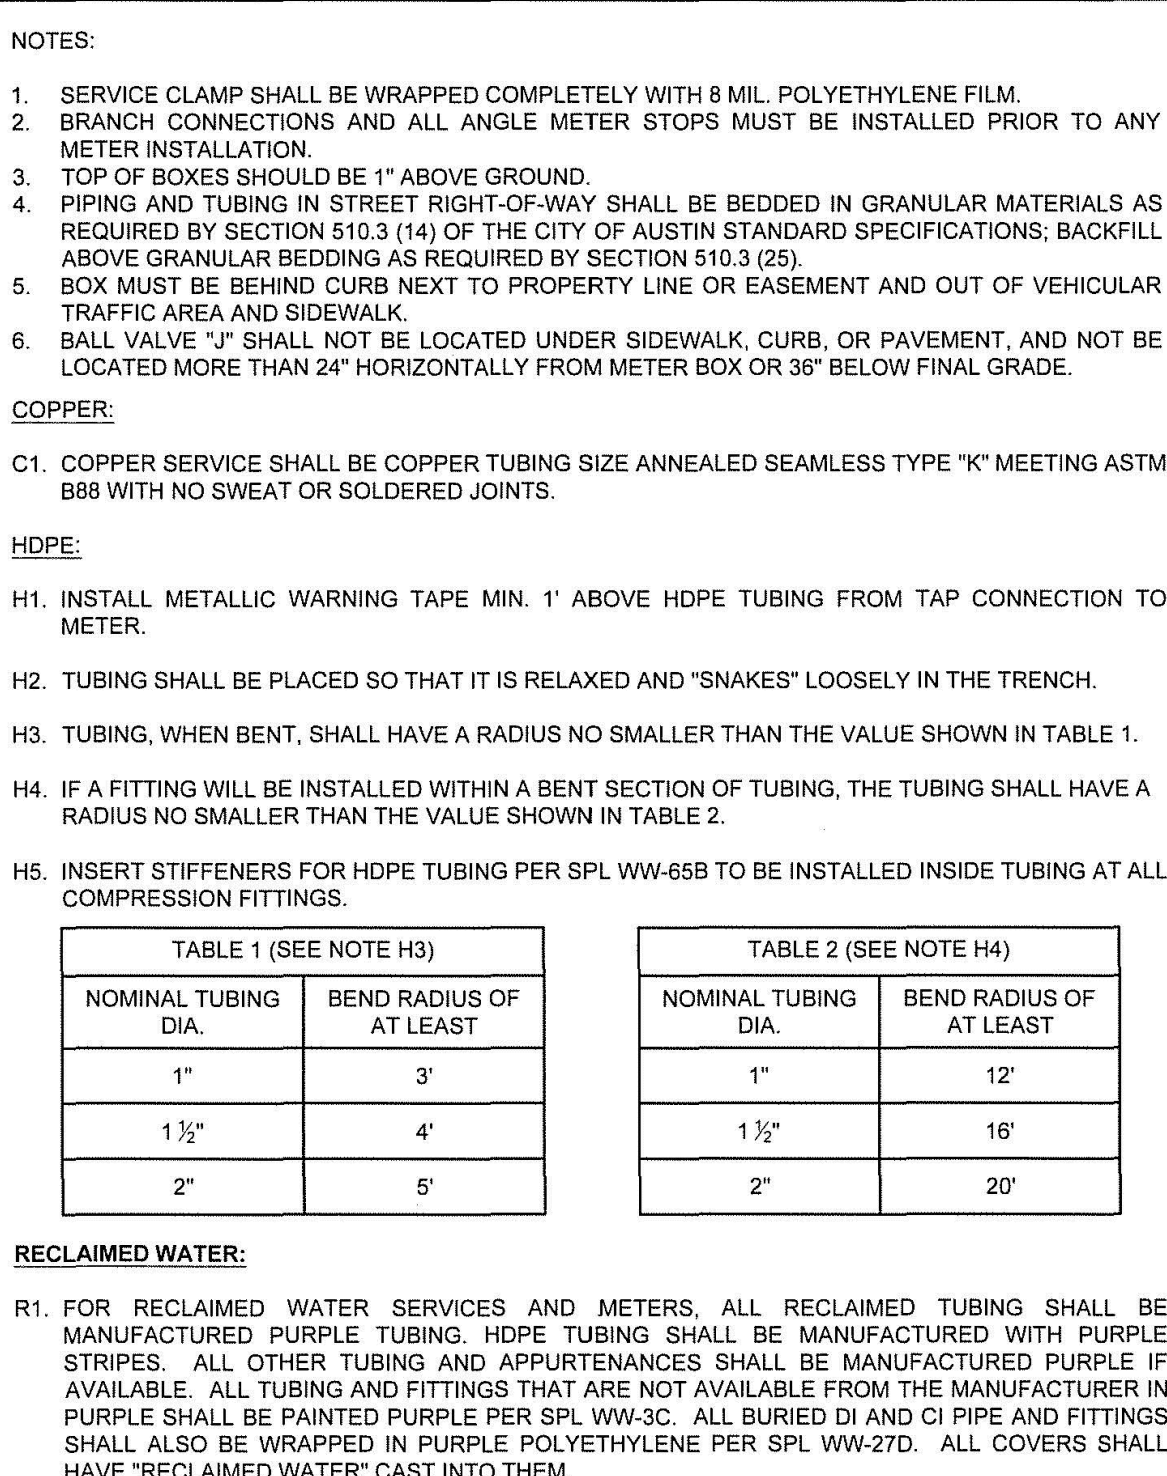 NOTES:
1. SERVICE CLAMP SHALL BE WRAPPED COMPLETELY WITH 8 MIL. POLYETHYLENE FILM.
2. BRANCH CONNECTIONS AND ALL ANGLE METER STOPS MUST BE INSTALLED PRIOR TO ANY
METER INSTALLATION.
3. TOP OF BOXES SHOULD BE 1" ABOVE GROUND.
4. PIPING AND TUBING IN STREET RIGHT-OF-WAY SHALL BE BEDDED IN GRANULAR MATERIALS AS
REQUIRED BY SECTION 510.3 (14) OF THE CITY OF AUSTIN STANDARD SPECIFICATIONS; BACKFILL
ABOVE GRANULAR BEDDING AS REQUIRED BY SECTION 510.3 (25).
5. BOX MUST BE BEHIND CURB NEXT TO PROPERTY LINE OR EASEMENT AND OUT OF VEHICULAR
TRAFFIC AREA AND SIDEWALK.
6. BALL VALVE "J" SHALL NOT BE LOCATED UNDER SIDEWALK, CURB, OR PAVEMENT, AND NOT BE
LOCATED MORE THAN 24" HORIZONTALLY FROM METER BOX OR 36" BELOW FINAL GRADE.
COPPER:
C1. COPPER SERVICE SHALL BE COPPER TUBING SIZE ANNEALED SEAMLESS TYPE "K" MEETING ASTM
B88 WITH NO SWEAT OR SOLDERED JOINTS.
HDPE:
H1. INSTALL METALLIC WARNING TAPE MIN. 1' ABOVE HDPE TUBING FROM TAP CONNECTION TO
METER.
H2. TUBING SHALL BE PLACED SO THAT IT IS RELAXED AND "SNAKES" LOOSELY IN THE TRENCH.
H3. TUBING, WHEN BENT, SHALL HAVE A RADIUS NO SMALLER THAN THE VALUE SHOWN IN TABLE 1.
H4. IF A FITTING WILL BE INSTALLED WITHIN A BENT SECTION OF TUBING, THE TUBING SHALL HAVE A
RADIUS NO SMALLER THAN THE VALUE SHOWN IN TABLE 2.
H5. INSERT STIFFENERS FOR HDPE TUBING PER SPL WW-65B TO BE INSTALLED INSIDE TUBING AT ALL
COMPRESSION FITTINGS.
TABLE 1 (SEE NOTE H3)
NOMINAL TUBING DIA. BEND RADIUS OF AT LEAST
1" 3'
1 ½" 4'
2" 5'
TABLE 2 (SEE NOTE H4)
NOMINAL TUBING DIA. BEND RADIUS OF AT LEAST
1" 12'
1 ½" 16'
2" 20'
RECLAIMED WATER:
R1. FOR RECLAIMED WATER SERVICES AND METERS, ALL RECLAIMED TUBING SHALL BE
MANUFACTURED PURPLE TUBING. HDPE TUBING SHALL BE MANUFACTURED WITH PURPLE
STRIPES. ALL OTHER TUBING AND APPURTENANCES SHALL BE MANUFACTURED PURPLE IF
AVAILABLE. ALL TUBING AND FITTINGS THAT ARE NOT AVAILABLE FROM THE MANUFACTURER IN
PURPLE SHALL BE PAINTED PURPLE PER SPL WW-3C. ALL BURIED DI AND CI PIPE AND FITTINGS
SHALL ALSO BE WRAPPED IN PURPLE POLYETHYLENE PER SPL WW-27D. ALL COVERS SHALL
HAVE "RECLAIMED WATER" CAST INTO THEM.